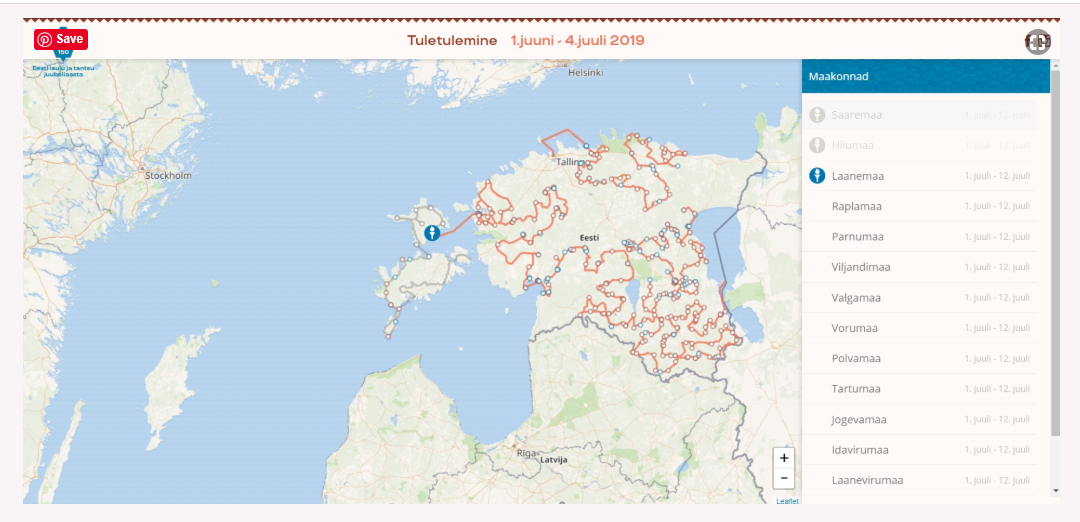 Save
Tuletulemine 1.juuni - 4.juuli 2019
150
Eesti laulu ja tantsu
juubeliaasta
Helsinki
Stockholm
Tallinn
Eesti
Rīga
Latvija
+
−
Leaflet
Maakonnad
Saaremaa 1. juuli - 12. juuli
Hiiumaa 1. juuli - 12. juuli
Laanemaa 1. juuli - 12. juuli
Raplamaa 1. juuli - 12. juuli
Parnumaa 1. juuli - 12. juuli
Viljandimaa 1. juuli - 12. juuli
Valgamaa 1. juuli - 12. juuli
Vorumaa 1. juuli - 12. juuli
Polvamaa 1. juuli - 12. juuli
Tartumaa 1. juuli - 12. juuli
Jogevamaa 1. juuli - 12. juuli
Idavirumaa 1. juuli - 12. juuli
Laanevirumaa 1. juuli - 12. juuli